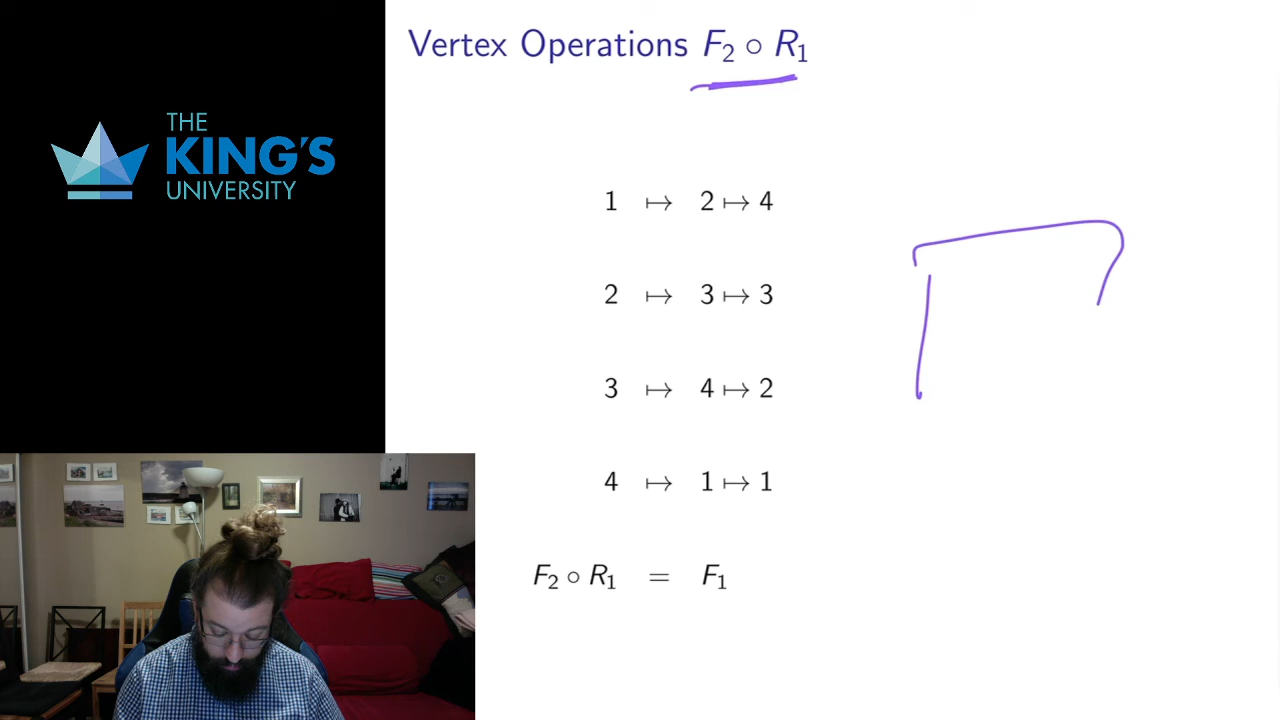 Vertex Operations F₂ ∘ R₁
THE
KING'S
UNIVERSITY
1 ↦ 2 ↦ 4
2 ↦ 3 ↦ 3
3 ↦ 4 ↦ 2
4 ↦ 1 ↦ 1
F₂ ∘ R₁ = F₁